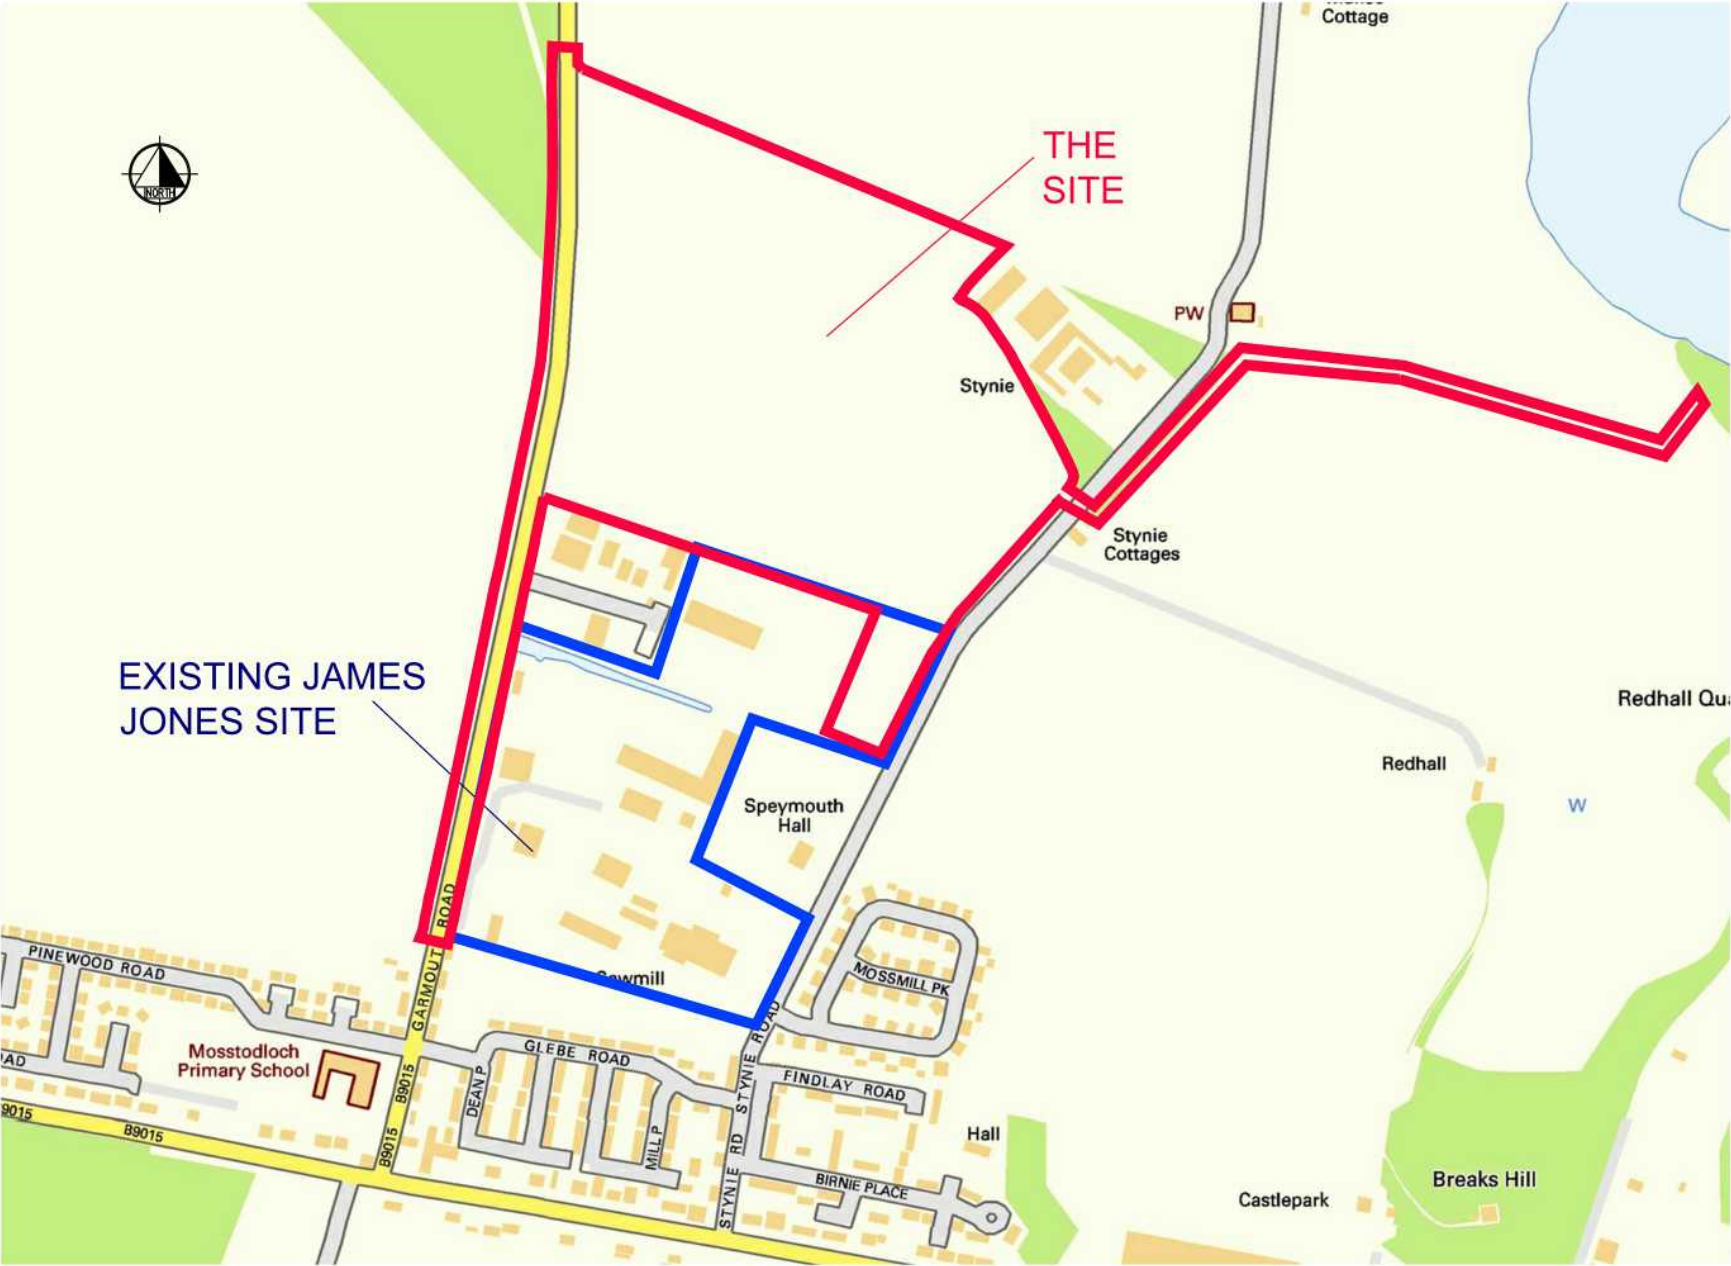 Cottage
NORTH
THE
SITE
PW
Stynie
Stynie
Cottages
EXISTING JAMES
JONES SITE
Redhall
Redhall
Speymouth
Hall
W
GARMOUT ROAD
PINEWOOD ROAD
MOSSMILL PK
Mosstodloch
Primary School
GLEBE ROAD
STYNIE ROAD
FINDLAY ROAD
DEAN P
MILL P
B9015
B9015
B9015
STYNIE RD
BIRNIE PLACE
Hall
Castlepark
Breaks Hill